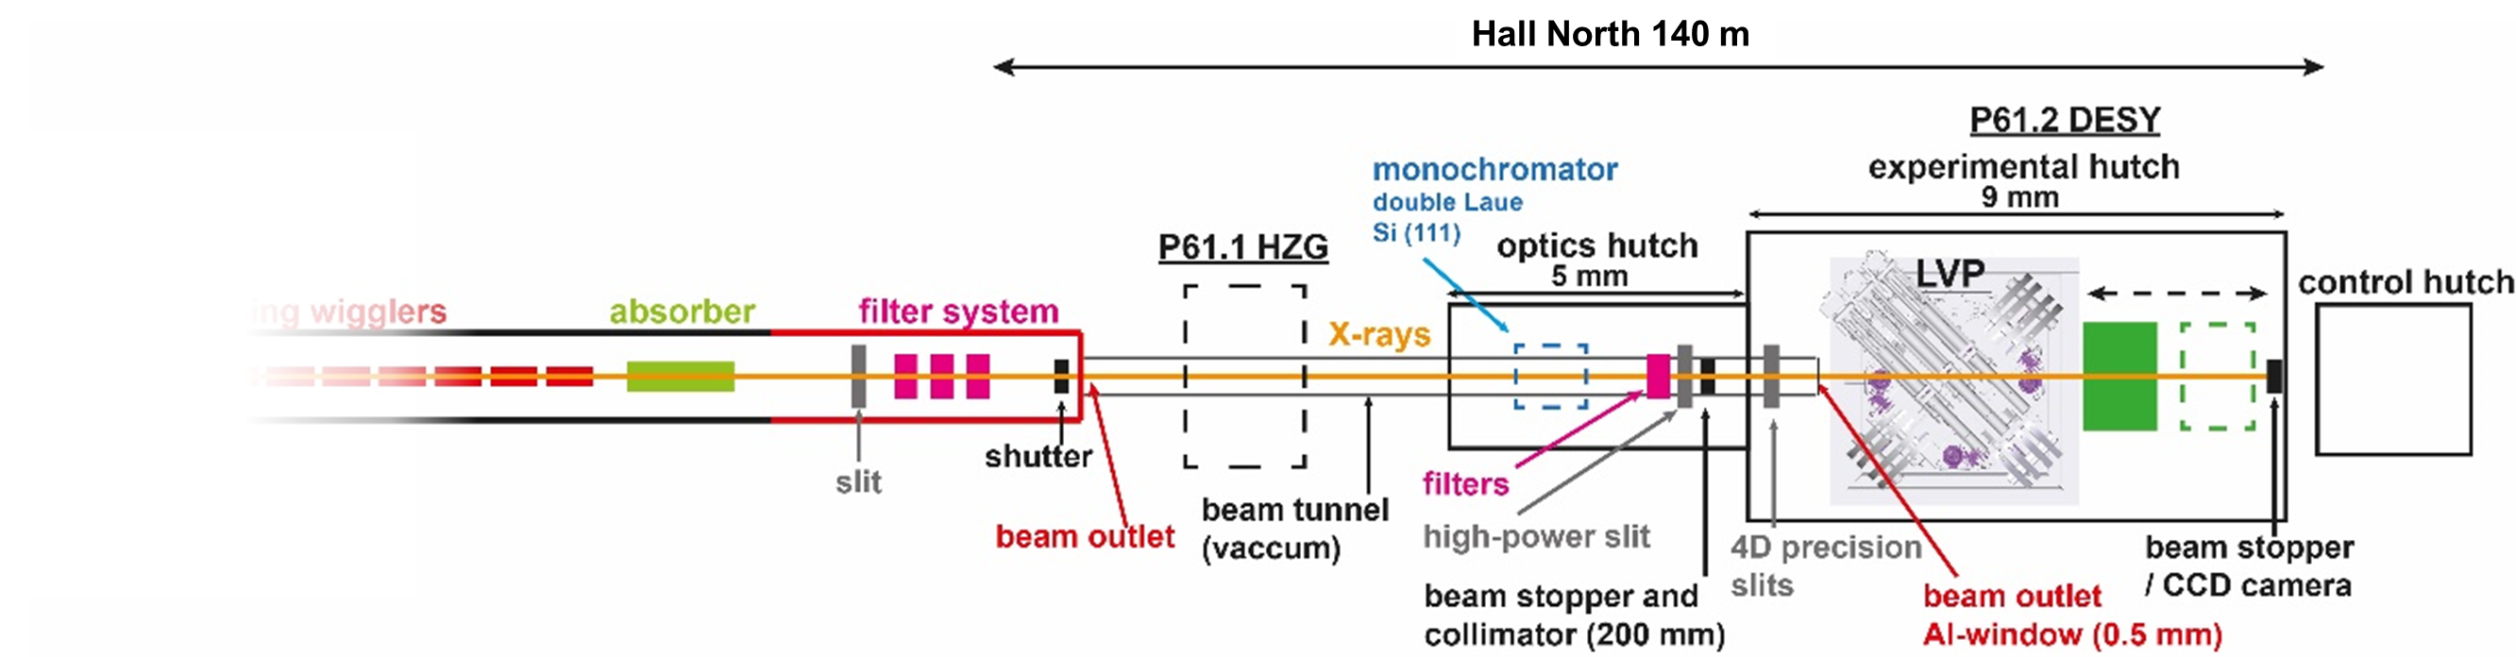 Hall North 140 m
P61.2 DESY
experimental hutch
9 mm
monochromator
double Laue
Si (111)
P61.1 HZG
optics hutch
5 mm
LVP
control hutch
ng wigglers
absorber
filter system
X-rays
shutter
slit
beam outlet
beam tunnel
(vaccum)
filters
high-power slit
beam stopper and
collimator (200 mm)
4D precision
slits
beam outlet
Al-window (0.5 mm)
beam stopper
/ CCD camera